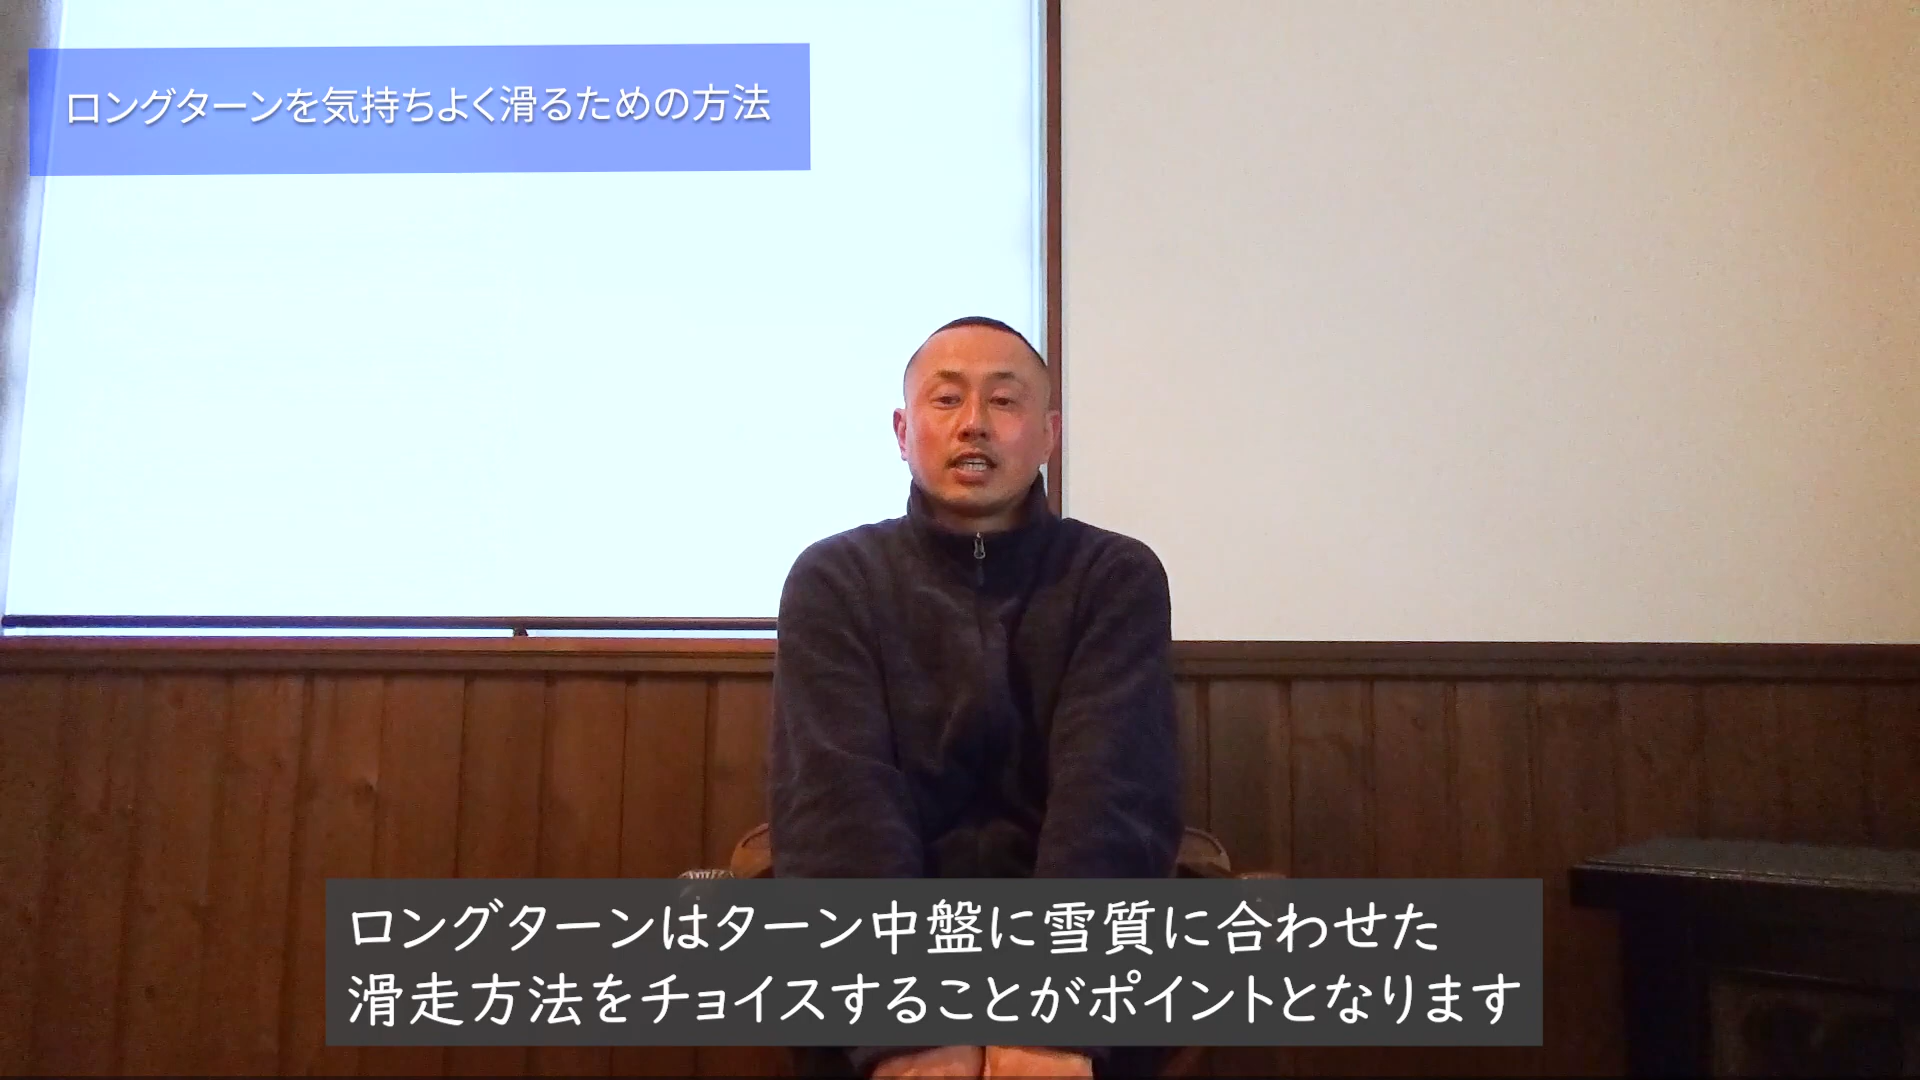 ロングターンを気持ちよく滑るための方法
ロングターンはターン中盤に雪質に合わせた
滑走方法をチョイスすることがポイントとなります